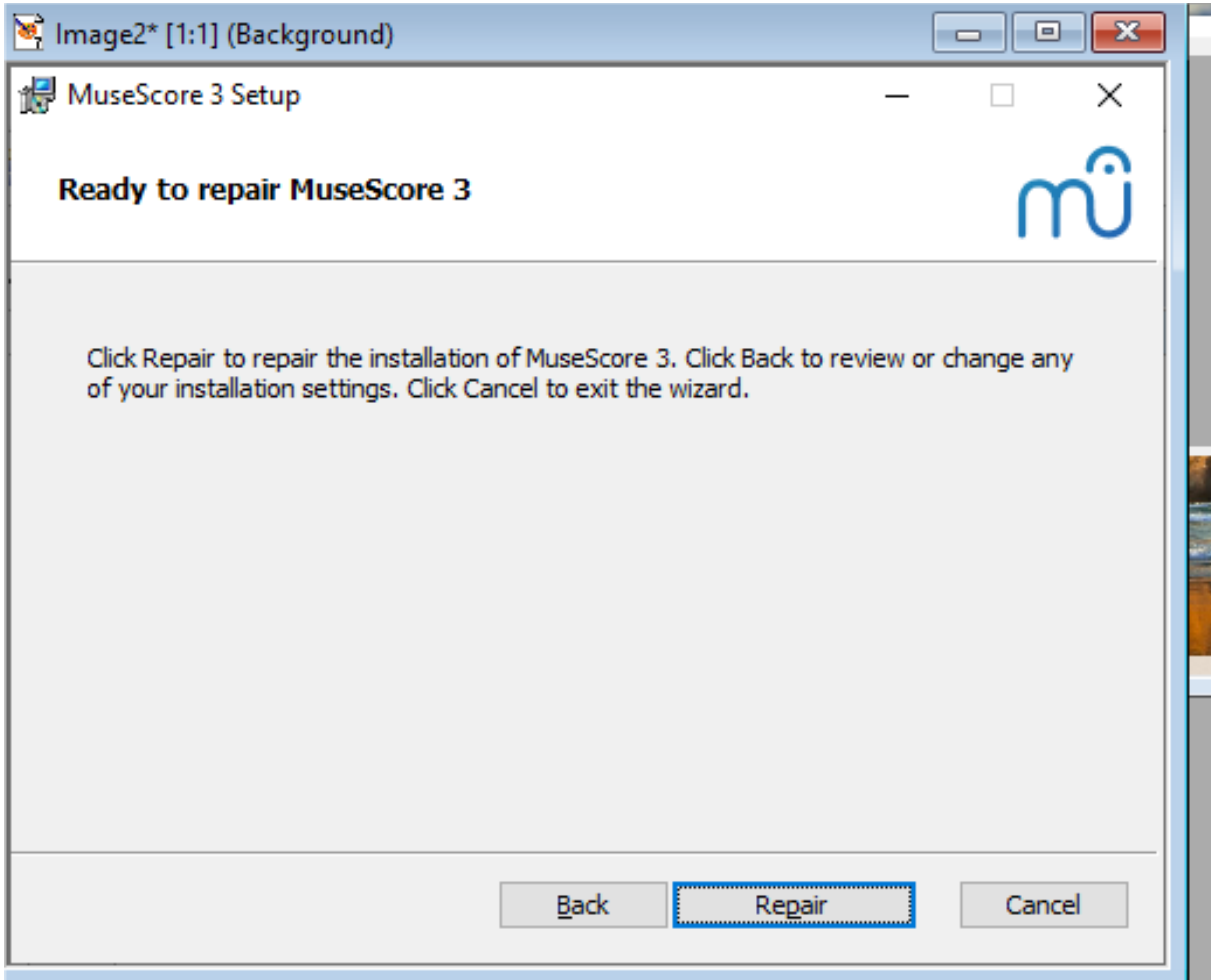 Image2* [1:1] (Background)
MuseScore 3 Setup
Ready to repair MuseScore 3
mu
Click Repair to repair the installation of MuseScore 3. Click Back to review or change any
of your installation settings. Click Cancel to exit the wizard.
Back Repair Cancel